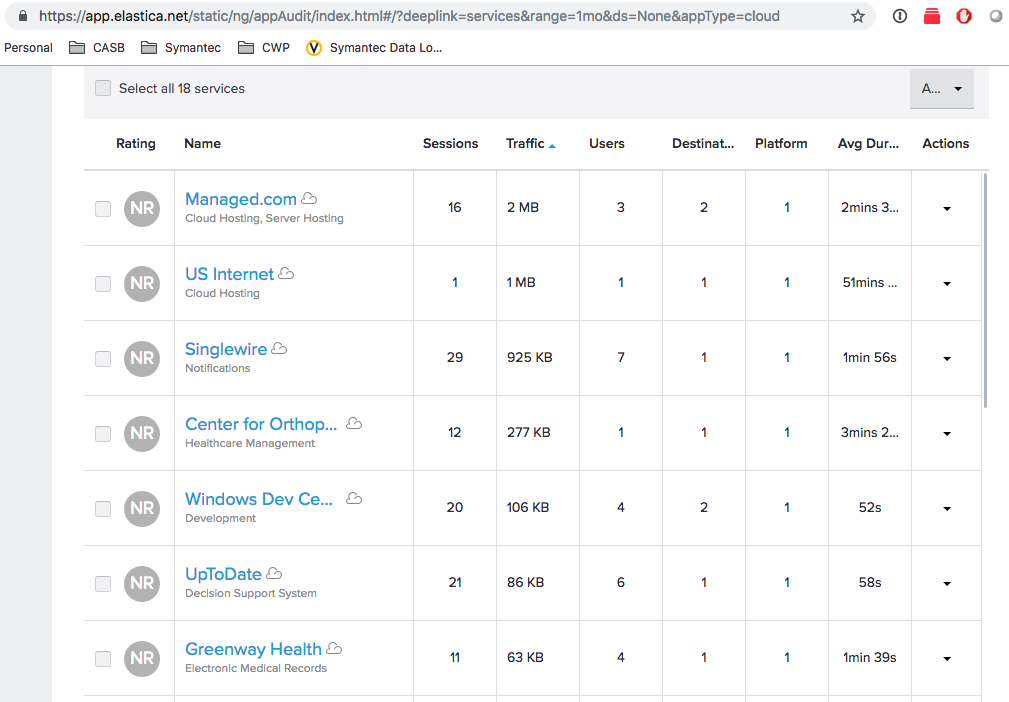 https://app.elastica.net/static/ng/appAudit/index.html#/?deeplink=services&range=1mo&ds=None&appType=cloud
Personal CASB Symantec CWP Symantec Data Lo...
Select all 18 services A...
Rating Name Sessions Traffic Users Destinat... Platform Avg Dur... Actions
NR Managed.com 16 2 MB 3 2 1 2mins 3...
Cloud Hosting, Server Hosting
NR US Internet 1 1 MB 1 1 1 51mins ...
Cloud Hosting
NR Singlewire 29 925 KB 7 1 1 1min 56s
Notifications
NR Center for Orthop... 12 277 KB 1 1 1 3mins 2...
Healthcare Management
NR Windows Dev Ce... 20 106 KB 4 2 1 52s
Development
NR UpToDate 21 86 KB 6 1 1 58s
Decision Support System
NR Greenway Health 11 63 KB 4 1 1 1min 39s
Electronic Medical Records